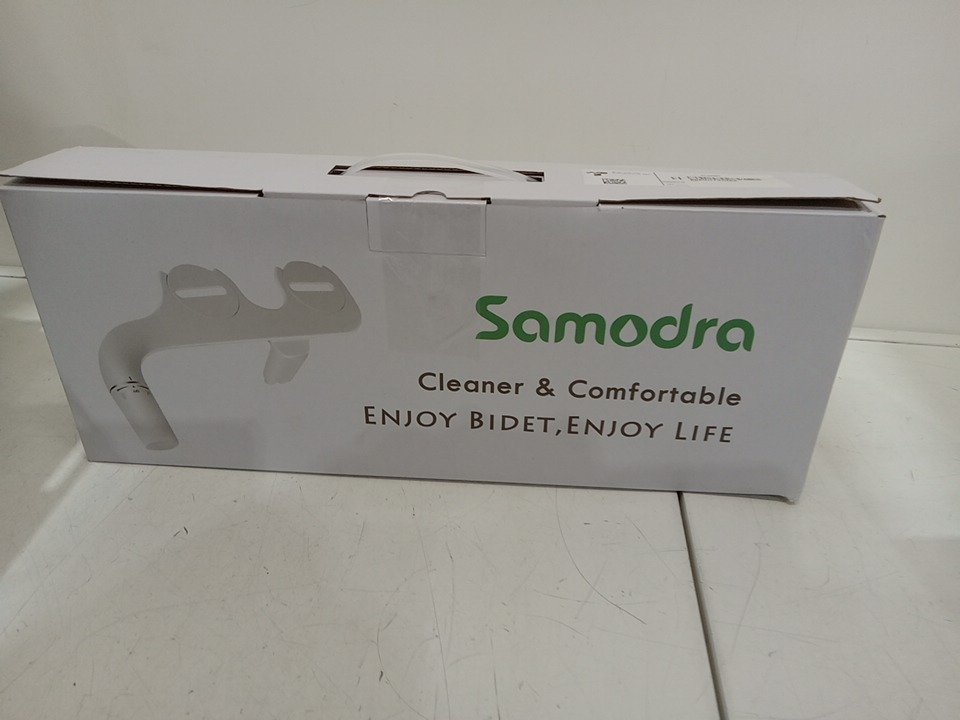 Samodra
Cleaner & Comfortable
ENJOY BIDET,ENJOY LIFE